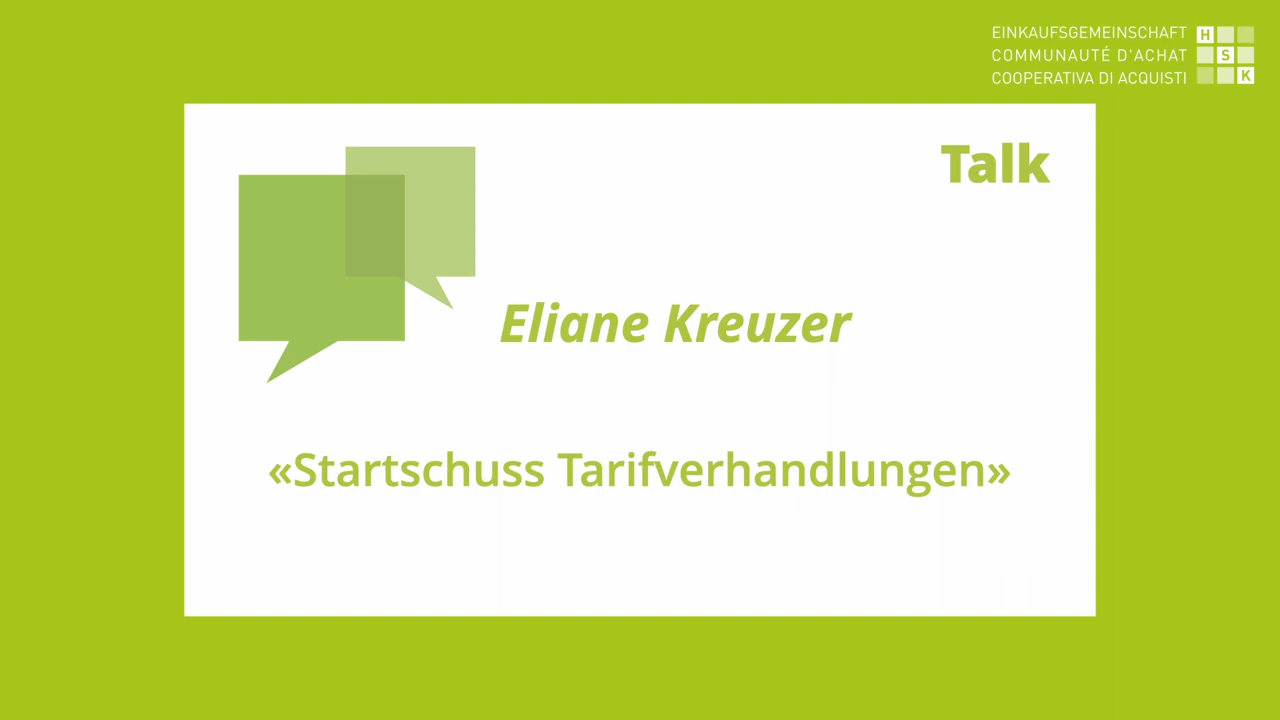 EINKAUFSGEMEINSCHAFT
COMMUNAUTÉ D'ACHAT
COOPERATIVA DI ACQUISTI
H
S
K
Talk
Eliane Kreuzer
«Startschuss Tarifverhandlungen»